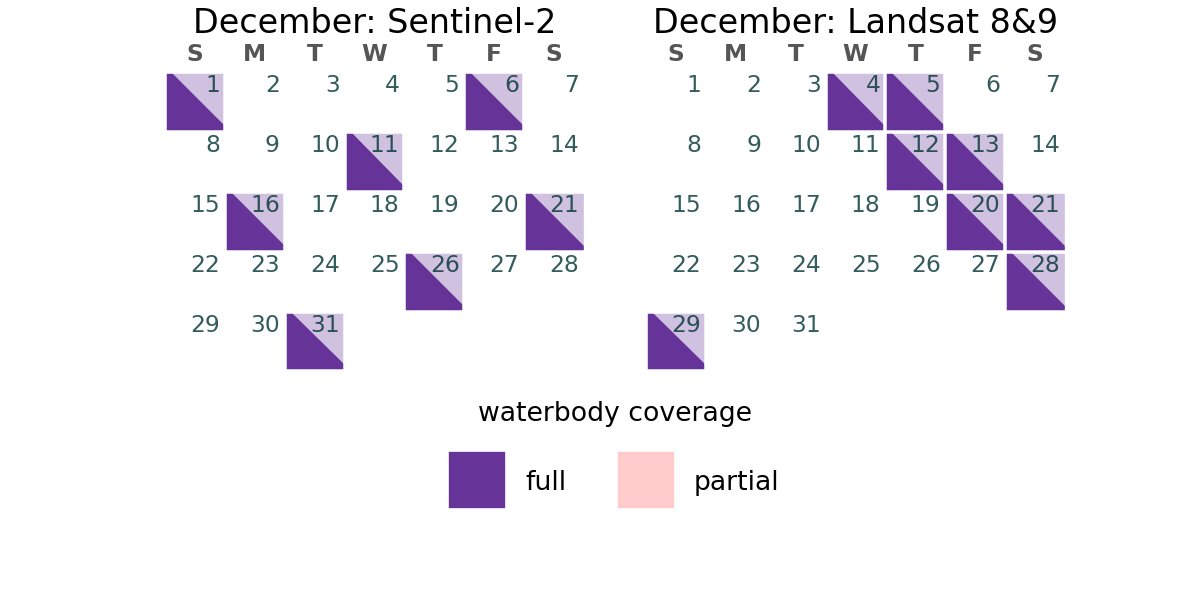 December: Sentinel-2
S M T W T F S
1 2 3 4 5 6 7
8 9 10 11 12 13 14
15 16 17 18 19 20 21
22 23 24 25 26 27 28
29 30 31
December: Landsat 8&9
S M T W T F S
1 2 3 4 5 6 7
8 9 10 11 12 13 14
15 16 17 18 19 20 21
22 23 24 25 26 27 28
29 30 31
waterbody coverage
full partial